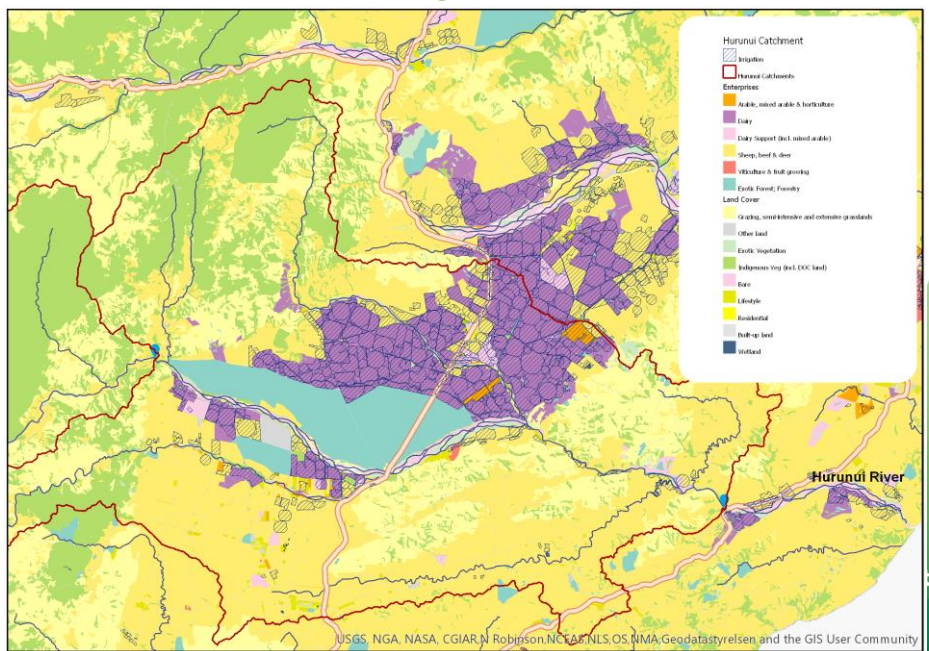 Hurunui Catchment
Irrigation
Hurunui Catchments
Enterprises
Arable, mixed arable & horticulture
Dairy
Dairy Support (incl. mixed arable)
Sheep, beef & deer
Viticulture & fruit growing
Exotic Forest; Forestry
Land Cover
Grazing, semi-intensive and extensive grasslands
Other land
Exotic Vegetation
Indigenous Veg (incl. DOC land)
Bare
Lifestyle
Residential
Built-up land
Wetland
Hurunui River
USGS, NGA, NASA, CGIAR,N Robinson,NCEAS,NLS,OS,NMA,Geodatastyrelsen and the GIS User Community